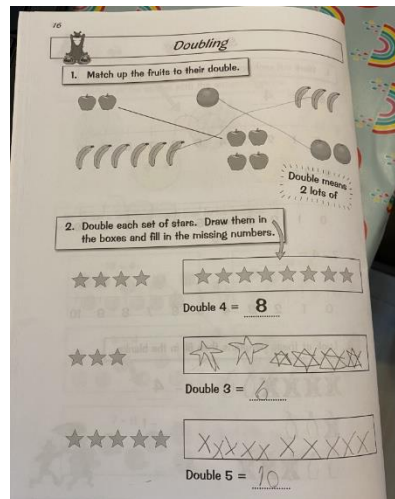 16
Doubling
1. Match up the fruits to their double.
Double means
2 lots of
2. Double each set of stars. Draw them in
the boxes and fill in the missing numbers.
Double 4 = 8
Double 3 = 6
Double 5 = 10